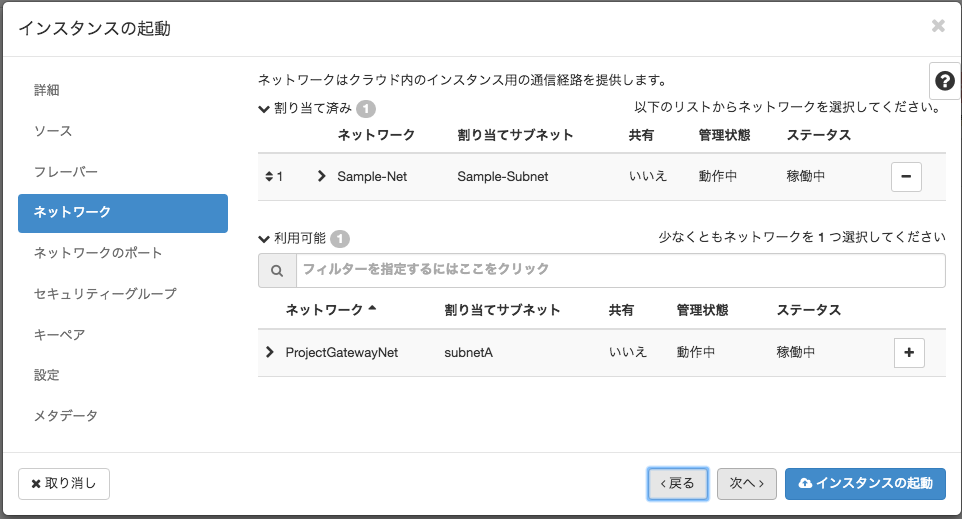 インスタンスの起動 ×
詳細
ソース
フレーバー
ネットワーク
ネットワークのポート
セキュリティーグループ
キーペア
設定
メタデータ
ネットワークはクラウド内のインスタンス用の通信経路を提供します。
?
割り当て済み 1 以下のリストからネットワークを選択してください。
ネットワーク 割り当てサブネット 共有 管理状態 ステータス
1 Sample-Net Sample-Subnet いいえ 動作中 稼働中 −
利用可能 1 少なくともネットワークを 1 つ選択してください
フィルターを指定するにはここをクリック
ネットワーク 割り当てサブネット 共有 管理状態 ステータス
ProjectGatewayNet subnetA いいえ 動作中 稼働中 +
× 取り消し ‹ 戻る 次へ › インスタンスの起動